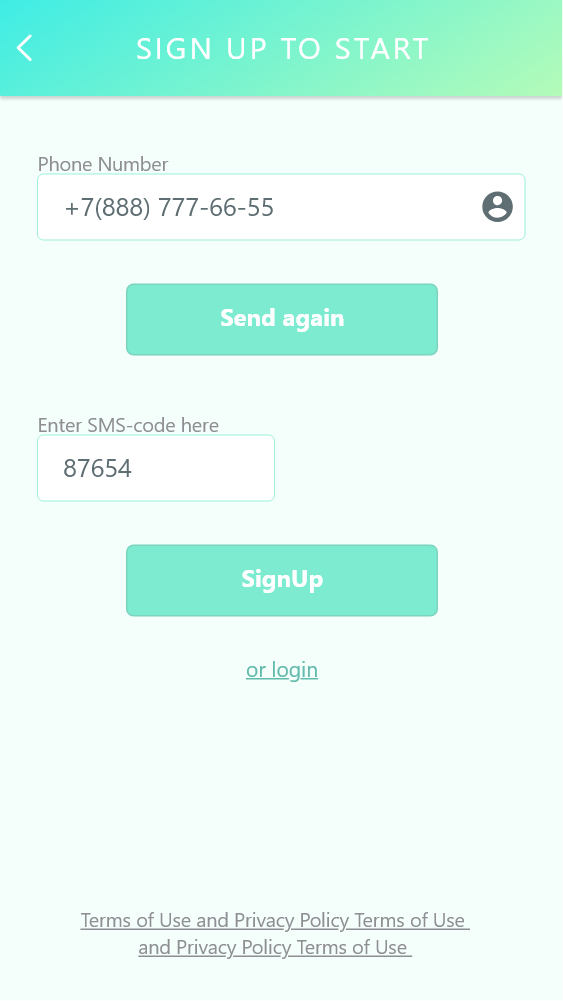 SIGN UP TO START
Phone Number
+7(888) 777-66-55
Send again
Enter SMS-code here
87654
SignUp
or login
Terms of Use and Privacy Policy Terms of Use
and Privacy Policy Terms of Use